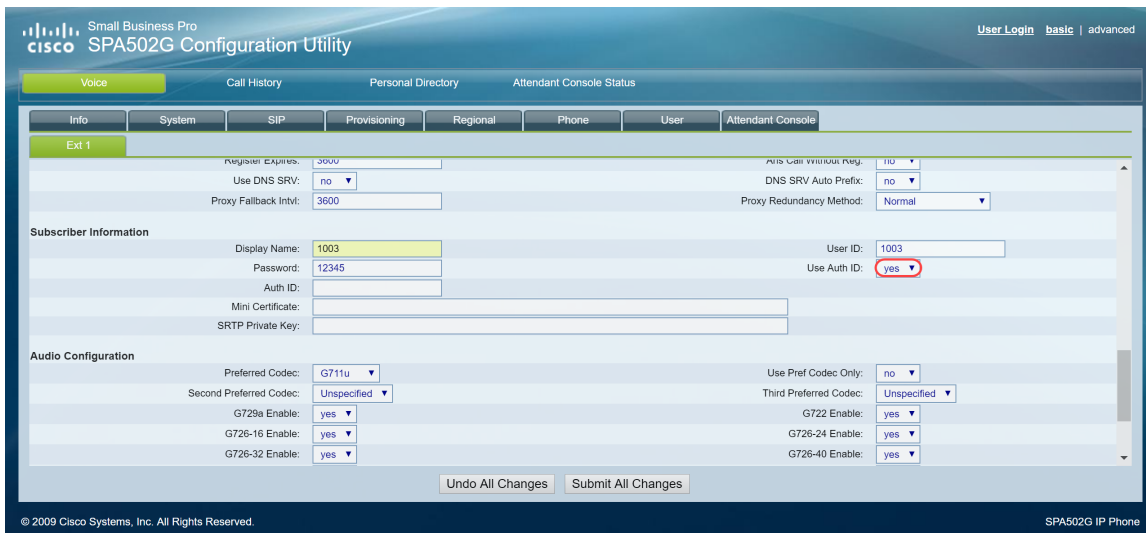 Small Business Pro
CISCO SPA502G Configuration Utility
User Login basic | advanced
Voice Call History Personal Directory Attendant Console Status
Info System SIP Provisioning Regional Phone User Attendant Console
Ext 1
Register Expires: 3600 Ans Call Without Reg: no
Use DNS SRV: no DNS SRV Auto Prefix: no
Proxy Fallback Intvl: 3600 Proxy Redundancy Method: Normal
Subscriber Information
Display Name: 1003 User ID: 1003
Password: 12345 Use Auth ID: yes
Auth ID:
Mini Certificate:
SRTP Private Key:
Audio Configuration
Preferred Codec: G711u Use Pref Codec Only: no
Second Preferred Codec: Unspecified Third Preferred Codec: Unspecified
G729a Enable: yes G722 Enable: yes
G726-16 Enable: yes G726-24 Enable: yes
G726-32 Enable: yes G726-40 Enable: yes
Undo All Changes Submit All Changes
© 2009 Cisco Systems, Inc. All Rights Reserved. SPA502G IP Phone